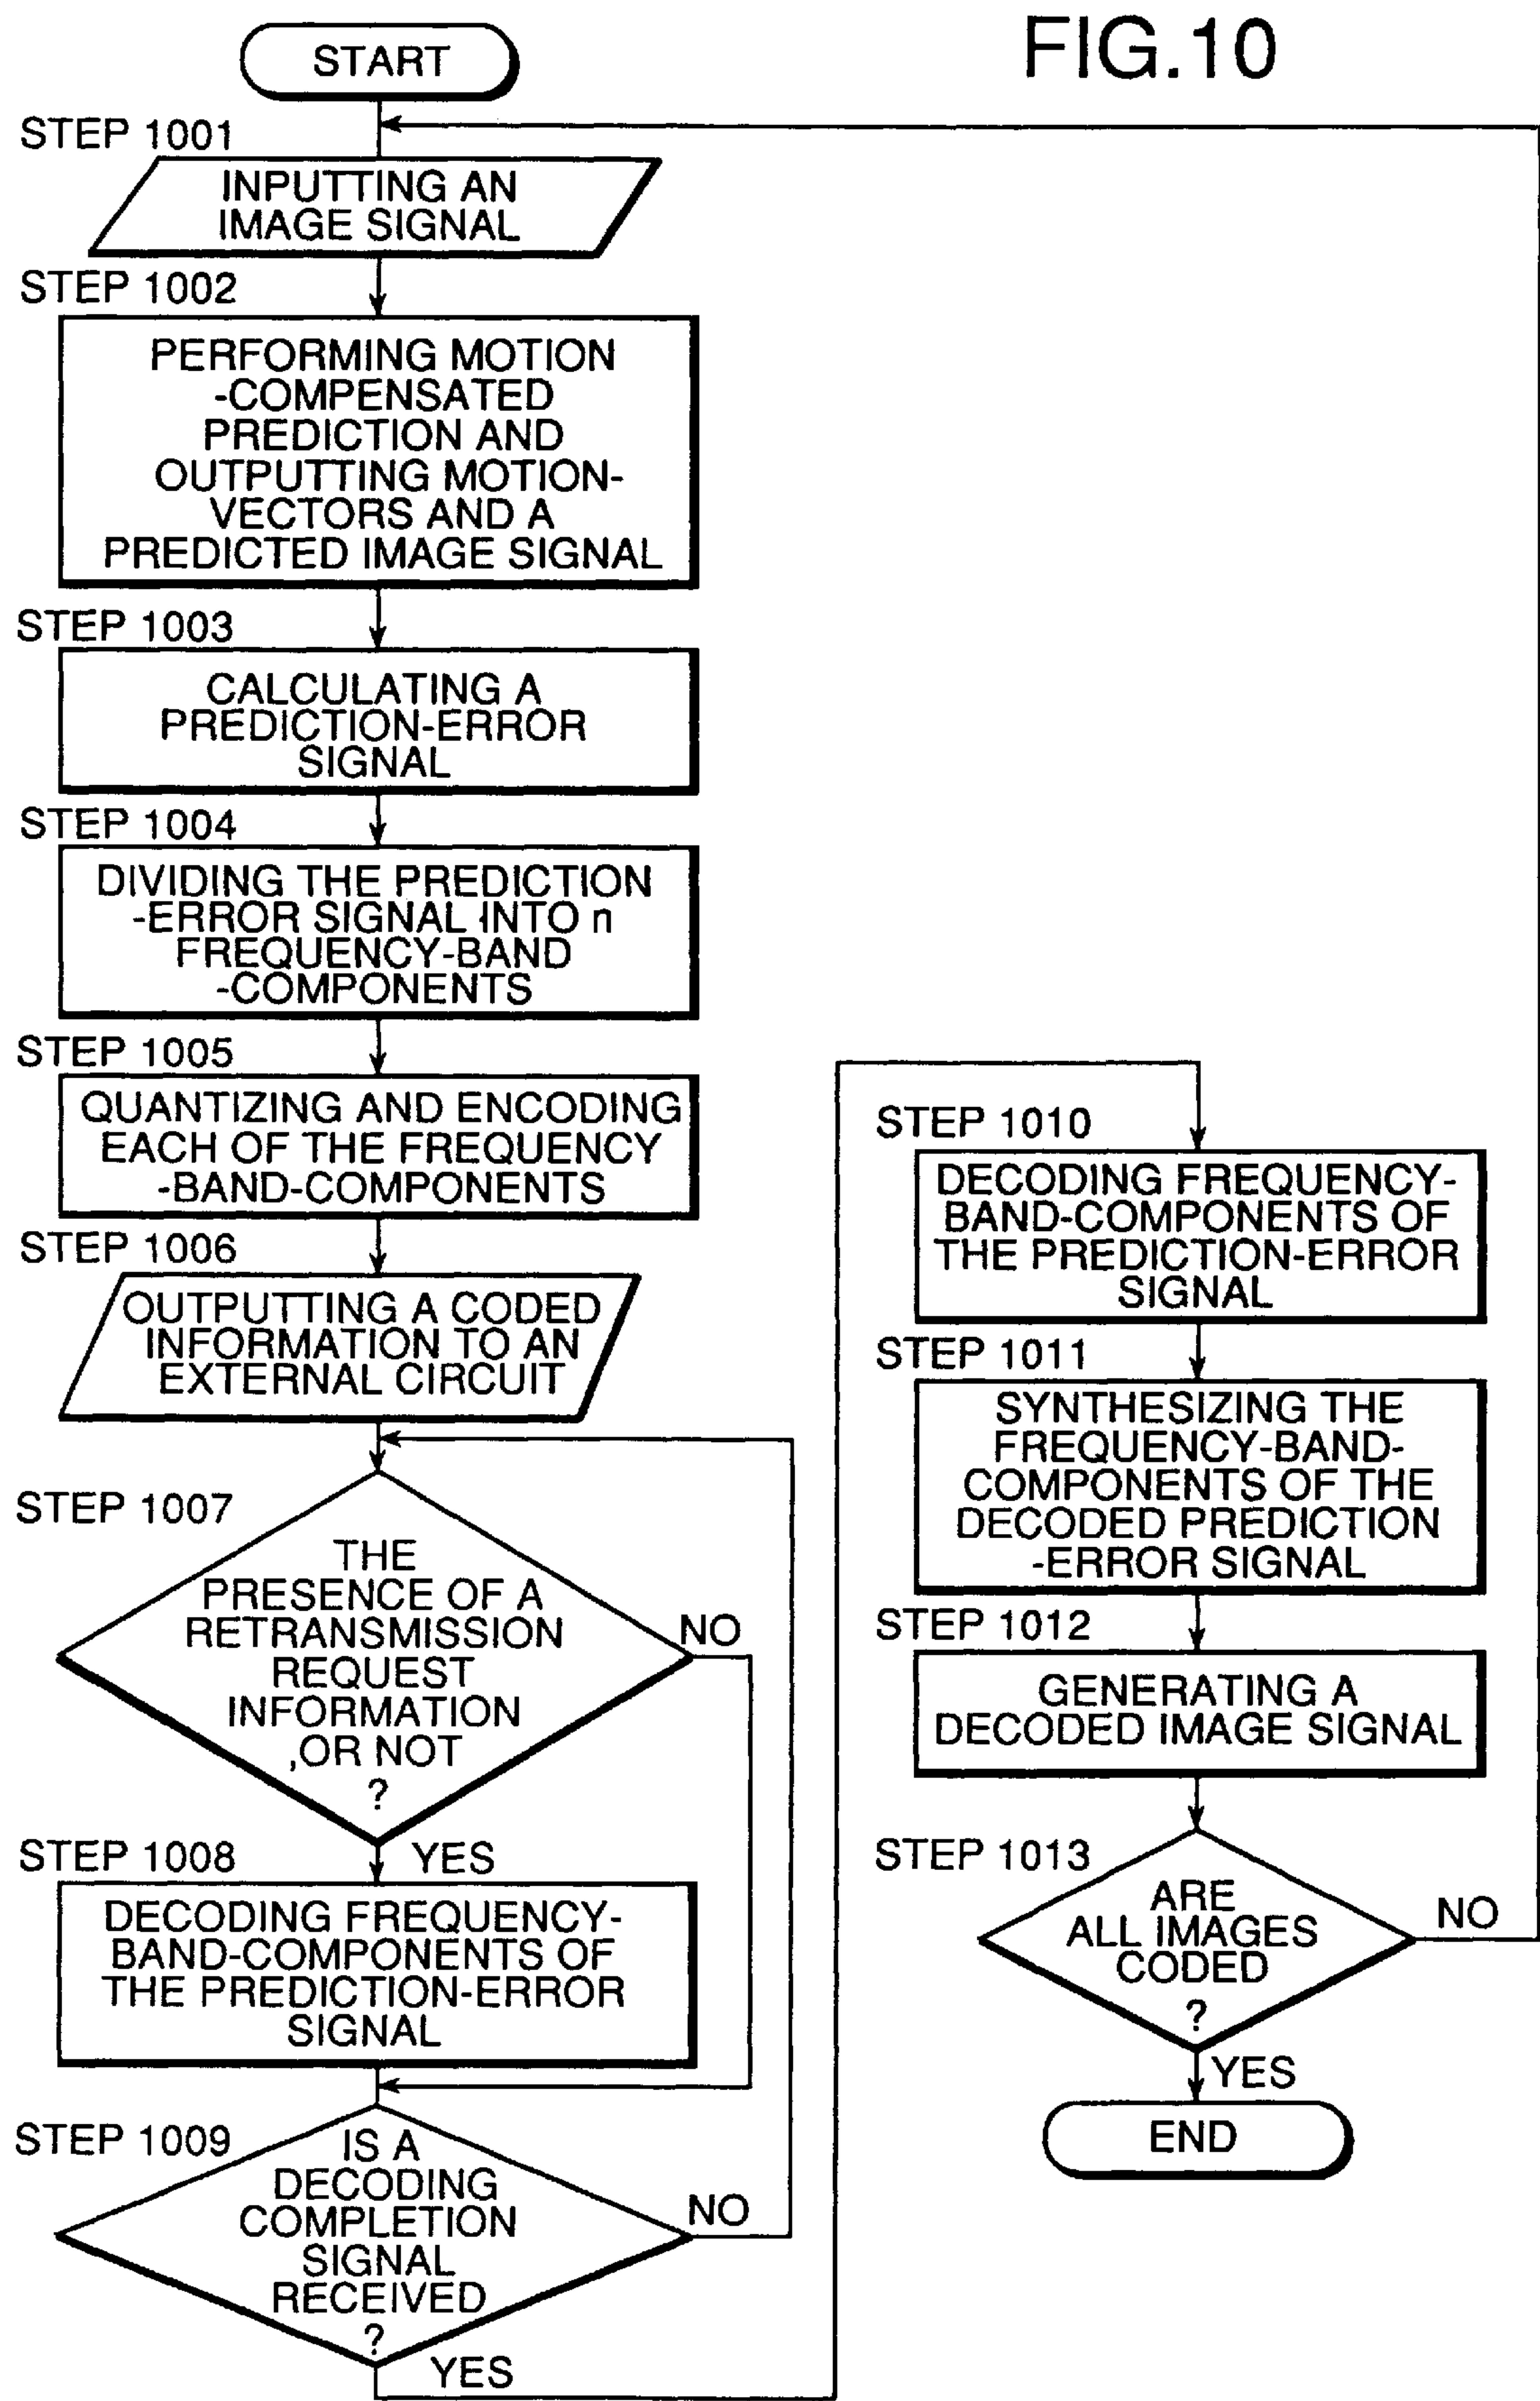 FIG.10
START
STEP 1001
INPUTTING AN
IMAGE SIGNAL
STEP 1002
PERFORMING MOTION
-COMPENSATED
PREDICTION AND
OUTPUTTING MOTION-
VECTORS AND A
PREDICTED IMAGE SIGNAL
STEP 1003
CALCULATING A
PREDICTION-ERROR
SIGNAL
STEP 1004
DIVIDING THE PREDICTION
-ERROR SIGNAL INTO n
FREQUENCY-BAND
-COMPONENTS
STEP 1005
QUANTIZING AND ENCODING
EACH OF THE FREQUENCY
-BAND-COMPONENTS
STEP 1006
OUTPUTTING A CODED
INFORMATION TO AN
EXTERNAL CIRCUIT
STEP 1007
THE
PRESENCE OF A
RETRANSMISSION
REQUEST
INFORMATION
,OR NOT
?
NO
YES
STEP 1008
DECODING FREQUENCY-
BAND-COMPONENTS OF
THE PREDICTION-ERROR
SIGNAL
STEP 1009
IS A
DECODING
COMPLETION
SIGNAL
RECEIVED
?
NO
YES
STEP 1010
DECODING FREQUENCY-
BAND-COMPONENTS OF
THE PREDICTION-ERROR
SIGNAL
STEP 1011
SYNTHESIZING THE
FREQUENCY-BAND-
COMPONENTS OF THE
DECODED PREDICTION
-ERROR SIGNAL
STEP 1012
GENERATING A
DECODED IMAGE SIGNAL
STEP 1013
ARE
ALL IMAGES
CODED
?
NO
YES
END